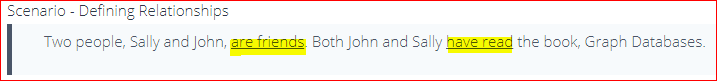 Scenario - Defining Relationships
Two people, Sally and John, are friends. Both John and Sally have read the book, Graph Databases.